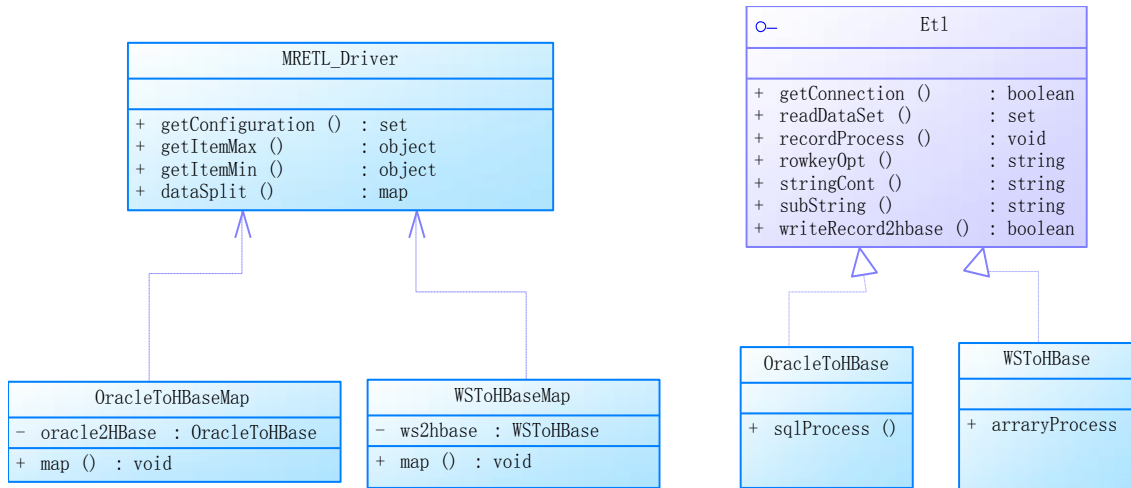 MRETL_Driver
+ getConfiguration () : set
+ getItemMax () : object
+ getItemMin () : object
+ dataSplit () : map
Etl
+ getConnection () : boolean
+ readDataSet () : set
+ recordProcess () : void
+ rowkeyOpt () : string
+ stringCont () : string
+ subString () : string
+ writeRecord2hbase () : boolean
OracleToHBaseMap
- oracle2HBase : OracleToHBase
+ map () : void
WSToHBaseMap
- ws2hbase : WSToHBase
+ map () : void
OracleToHBase
+ sqlProcess ()
WSToHBase
+ arraryProcess